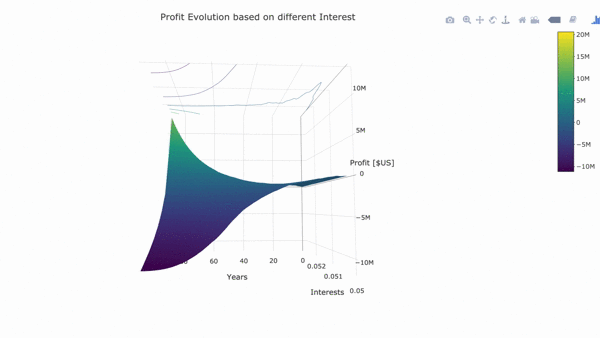 Profit Evolution based on different Interest
20M
15M
10M
5M
0
−5M
−10M
10M
5M
Profit [$US]
0
−5M
−10M
60
40
20
0
Years
0.052
0.051
0.05
Interests